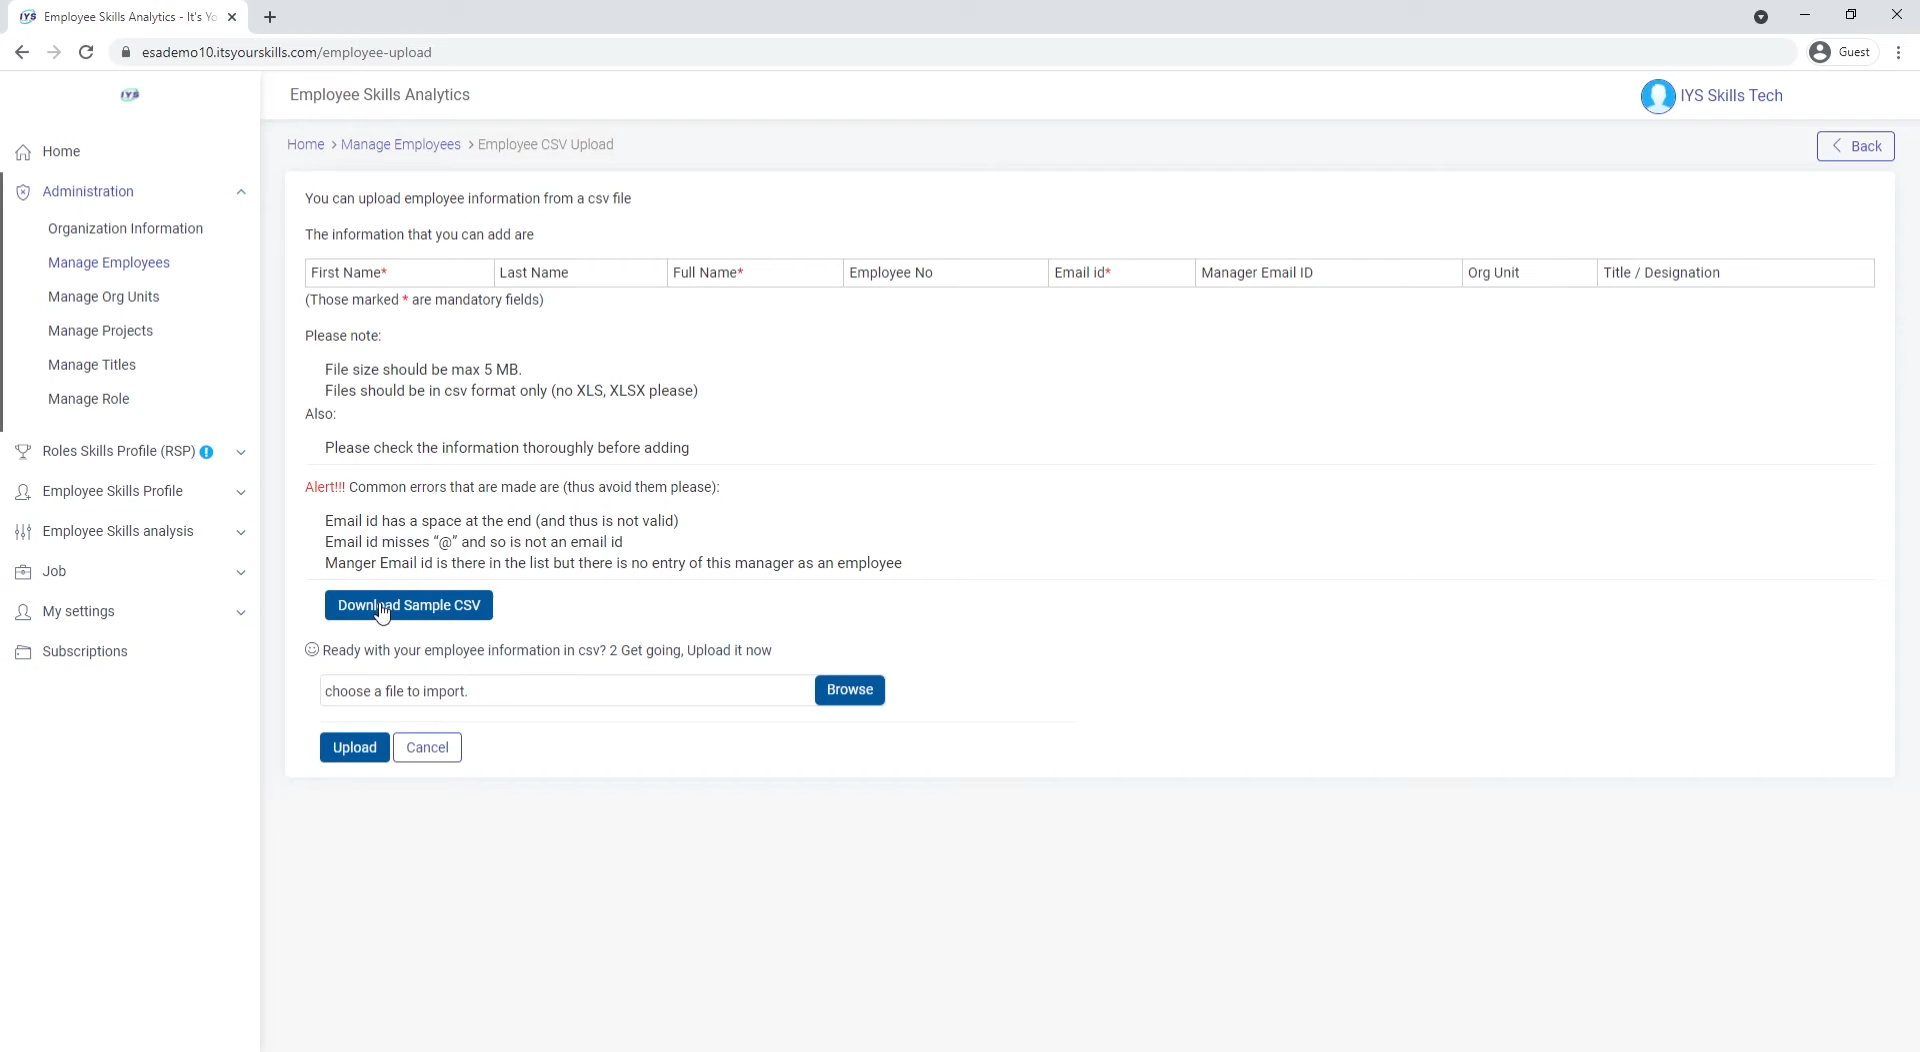 IYS Employee Skills Analytics - It's Yo
esademo10.itsyourskills.com/employee-upload
Guest
IYS
Employee Skills Analytics
IYS Skills Tech
Home
Administration
Organization Information
Manage Employees
Manage Org Units
Manage Projects
Manage Titles
Manage Role
Roles Skills Profile (RSP) !
Employee Skills Profile
Employee Skills analysis
Job
My settings
Subscriptions
Home > Manage Employees > Employee CSV Upload
Back
You can upload employee information from a csv file
The information that you can add are
First Name* Last Name Full Name* Employee No Email id* Manager Email ID Org Unit Title / Designation
(Those marked * are mandatory fields)
Please note:
File size should be max 5 MB.
Files should be in csv format only (no XLS, XLSX please)
Also:
Please check the information thoroughly before adding
Alert!!! Common errors that are made are (thus avoid them please):
Email id has a space at the end (and thus is not valid)
Email id misses “@” and so is not an email id
Manger Email id is there in the list but there is no entry of this manager as an employee
Download Sample CSV
Ready with your employee information in csv? 2 Get going, Upload it now
choose a file to import.
Browse
Upload
Cancel